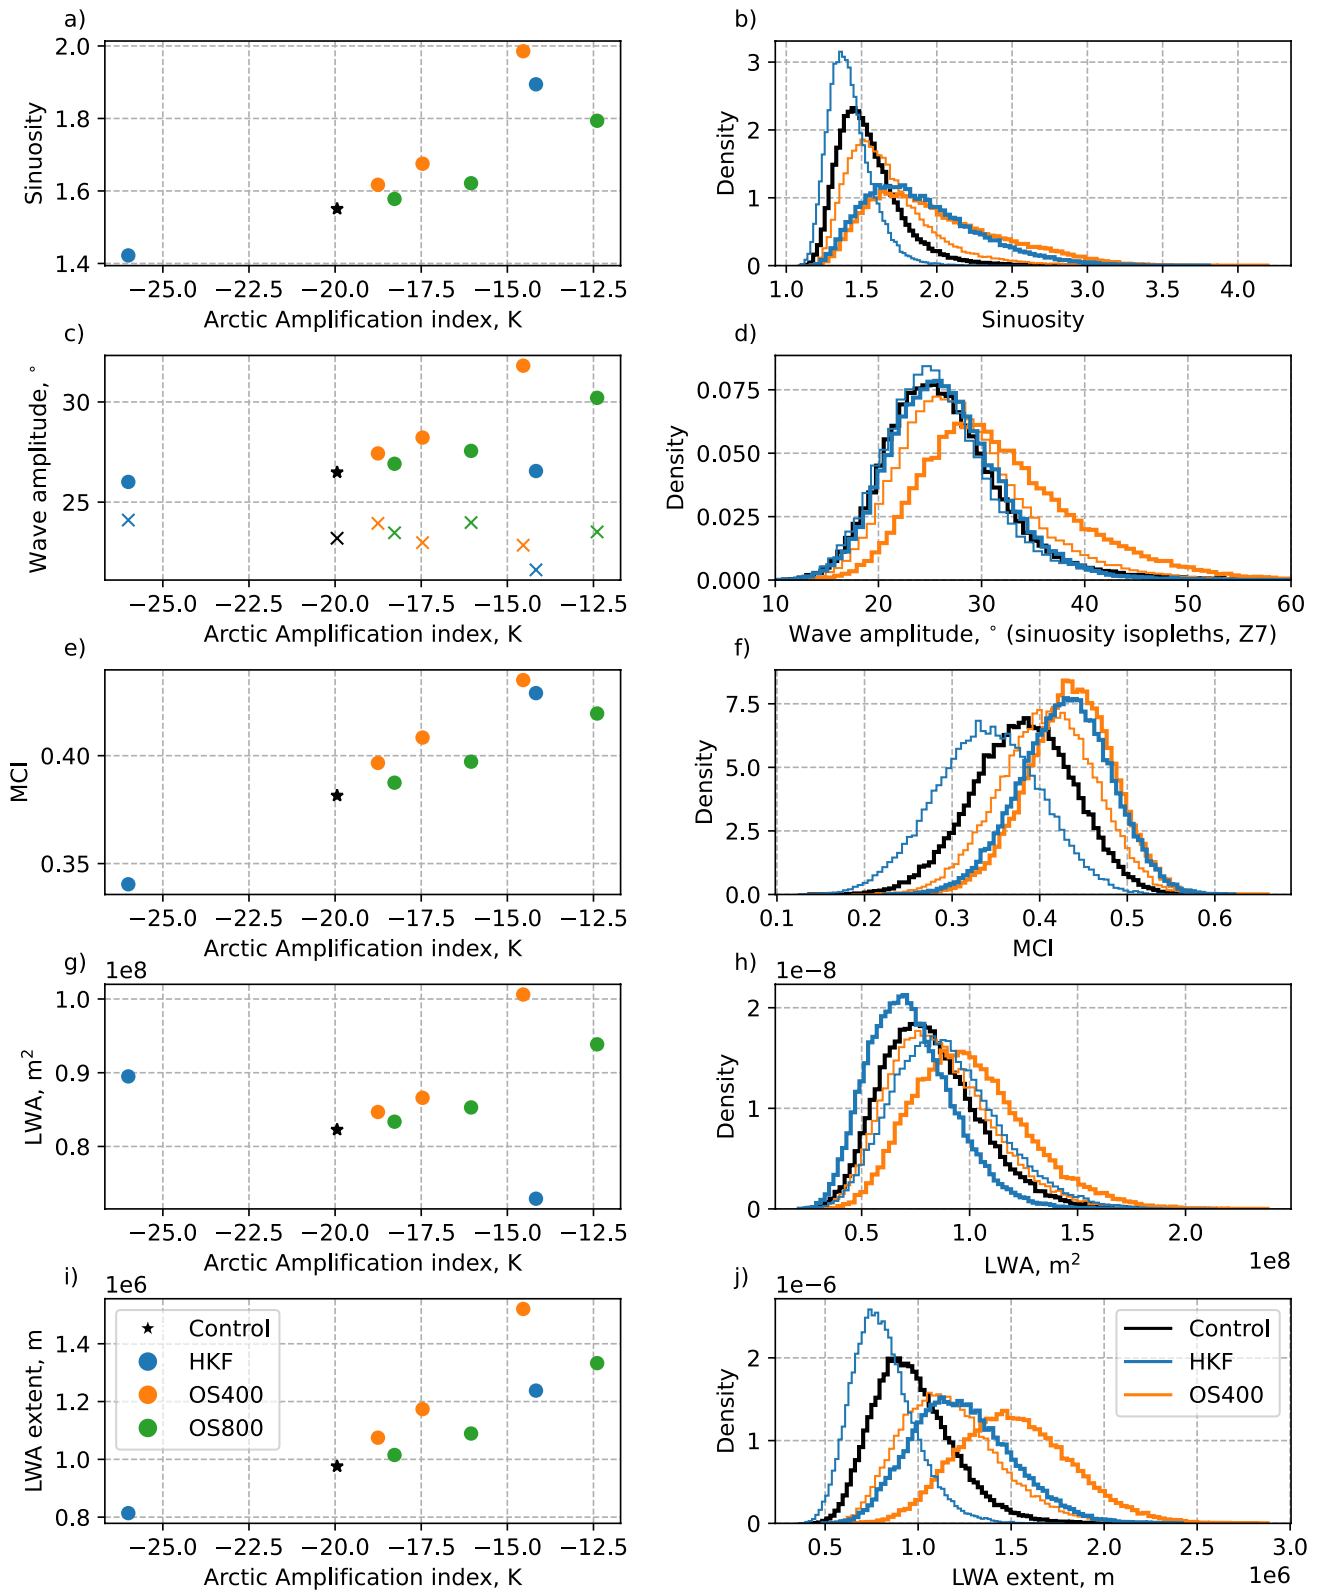 a)
2.0
1.8
1.6
1.4
Sinuosity
−25.0 −22.5 −20.0 −17.5 −15.0 −12.5
Arctic Amplification index, K
b)
3
2
1
0
Density
1.0 1.5 2.0 2.5 3.0 3.5 4.0
Sinuosity
c)
30
25
Wave amplitude, °
−25.0 −22.5 −20.0 −17.5 −15.0 −12.5
Arctic Amplification index, K
d)
0.075
0.050
0.025
0.000
Density
10 20 30 40 50 60
Wave amplitude, ° (sinuosity isopleths, Z7)
e)
0.40
0.35
MCI
−25.0 −22.5 −20.0 −17.5 −15.0 −12.5
Arctic Amplification index, K
f)
7.5
5.0
2.5
0.0
Density
0.1 0.2 0.3 0.4 0.5 0.6
MCI
g) 1e8
1.0
0.9
0.8
LWA, m²
−25.0 −22.5 −20.0 −17.5 −15.0 −12.5
Arctic Amplification index, K
h) 1e−8
2
1
0
Density
0.5 1.0 1.5 2.0
LWA, m²
1e8
i) 1e6
1.4
1.2
1.0
0.8
LWA extent, m
Control
HKF
OS400
OS800
−25.0 −22.5 −20.0 −17.5 −15.0 −12.5
Arctic Amplification index, K
j) 1e−6
2
1
0
Density
Control
HKF
OS400
0.5 1.0 1.5 2.0 2.5 3.0
LWA extent, m
1e6